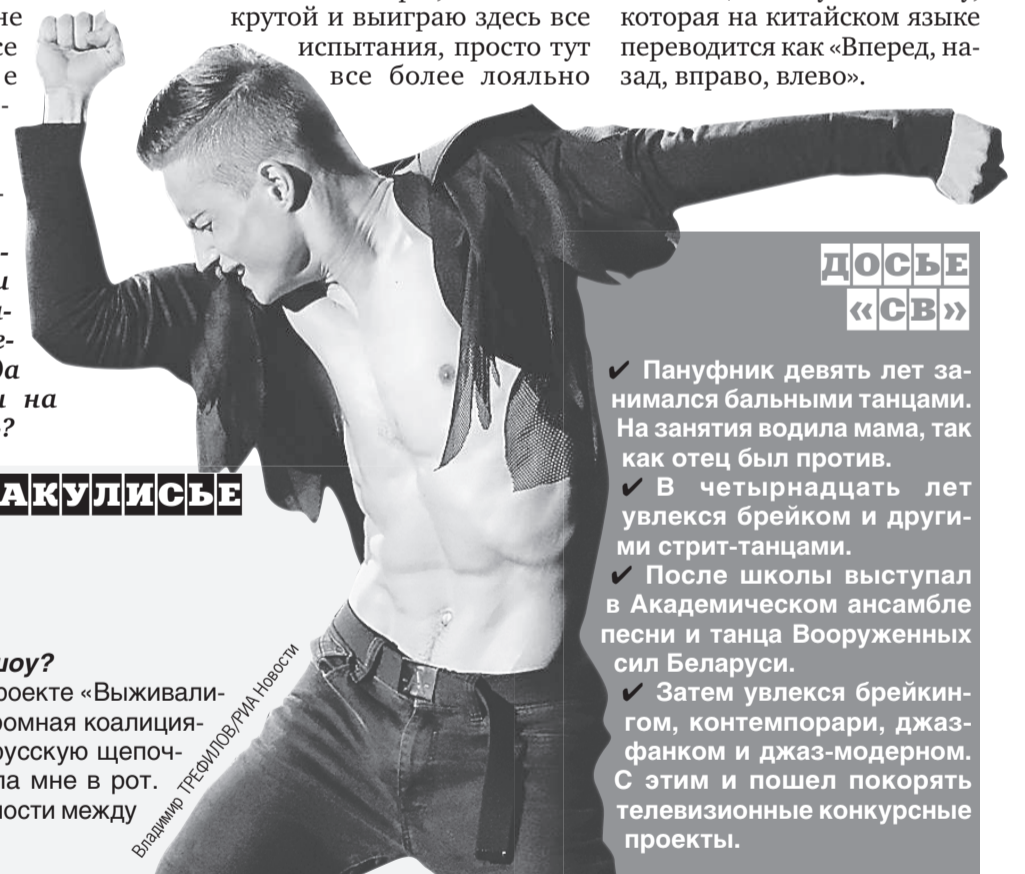 не
се
е
крутой и выиграю здесь все
испытания, просто тут
все более лояльно
которая на китайском языке
переводится как «Вперед, на-
зад, вправо, влево».
и на
АКУЛИСЬЕ
шоу?
роекте «Выживали-
ромная коалиция-
русскую щепоч-
ла мне в рот.
ности между
Владимир ТРЕФИЛОВ/РИА Новости
ДОСЬЕ
«СВ»
✔ Пануфник девять лет за-
нимался бальными танцами.
На занятия водила мама, так
как отец был против.
✔ В четырнадцать лет
увлекся брейком и други-
ми стрит-танцами.
✔ После школы выступал
в Академическом ансамбле
песни и танца Вооруженных
сил Беларуси.
✔ Затем увлекся брейкин-
гом, контемпорари, джаз-
фанком и джаз-модерном.
С этим и пошел покорять
телевизионные конкурсные
проекты.